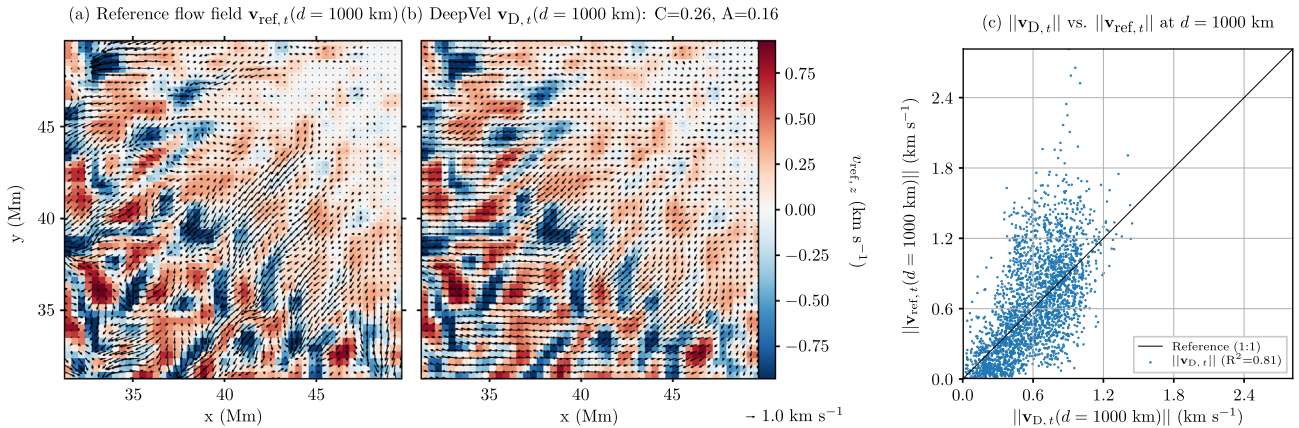 (a) Reference flow field v_ref, t(d = 1000 km)
(b) DeepVel v_D, t(d = 1000 km): C=0.26, A=0.16
(c) ||v_D, t|| vs. ||v_ref, t|| at d = 1000 km
y (Mm)
45
40
35
35
40
45
x (Mm)
35
40
45
x (Mm)
→ 1.0 km s⁻¹
0.75
0.50
0.25
0.00
−0.25
−0.50
−0.75
v_ref, z (km s⁻¹)
||v_ref, t(d = 1000 km)|| (km s⁻¹)
2.4
1.8
1.2
0.6
0.0
0.0
0.6
1.2
1.8
2.4
||v_D, t(d = 1000 km)|| (km s⁻¹)
Reference (1:1)
||v_D, t|| (R²=0.81)